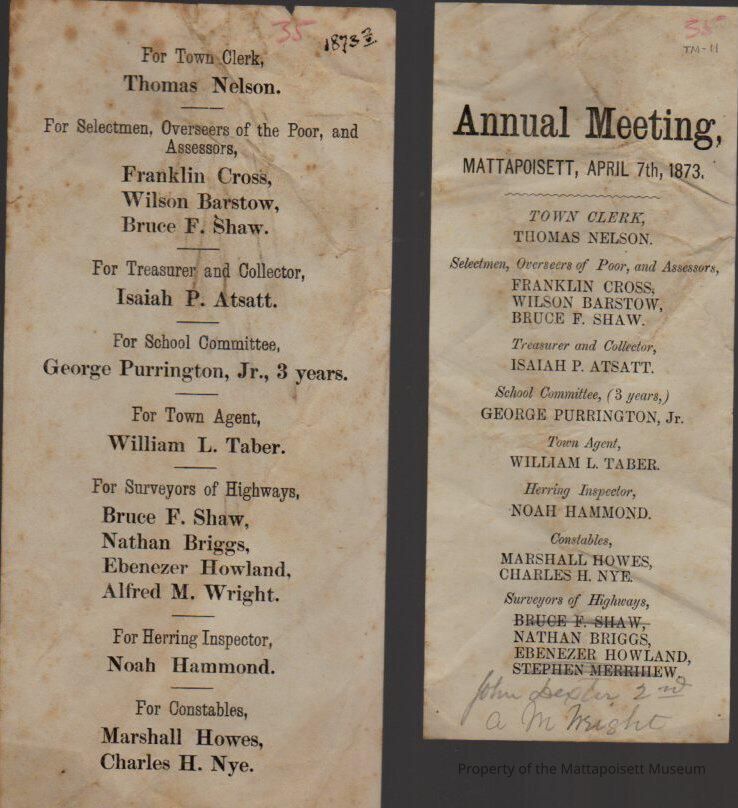 35
1873
For Town Clerk,
Thomas Nelson.
For Selectmen, Overseers of the Poor, and
Assessors,
Franklin Cross,
Wilson Barstow,
Bruce F. Shaw.
For Treasurer and Collector,
Isaiah P. Atsatt.
For School Committee,
George Purrington, Jr., 3 years.
For Town Agent,
William L. Taber.
For Surveyors of Highways,
Bruce F. Shaw,
Nathan Briggs,
Ebenezer Howland,
Alfred M. Wright.
For Herring Inspector,
Noah Hammond.
For Constables,
Marshall Howes,
Charles H. Nye.
35
TM-11
Annual Meeting,
MATTAPOISETT, APRIL 7th, 1873.
TOWN CLERK,
THOMAS NELSON.
Selectmen, Overseers of Poor, and Assessors,
FRANKLIN CROSS,
WILSON BARSTOW,
BRUCE F. SHAW.
Treasurer and Collector,
ISAIAH P. ATSATT.
School Committee, (3 years,)
GEORGE PURRINGTON, Jr.
Town Agent,
WILLIAM L. TABER.
Herring Inspector,
NOAH HAMMOND.
Constables,
MARSHALL HOWES,
CHARLES H. NYE.
Surveyors of Highways,
BRUCE F. SHAW,
NATHAN BRIGGS,
EBENEZER HOWLAND,
STEPHEN MERRIHEW,
John Dexter 2nd
A M Wright
Property of the Mattapoisett Museum